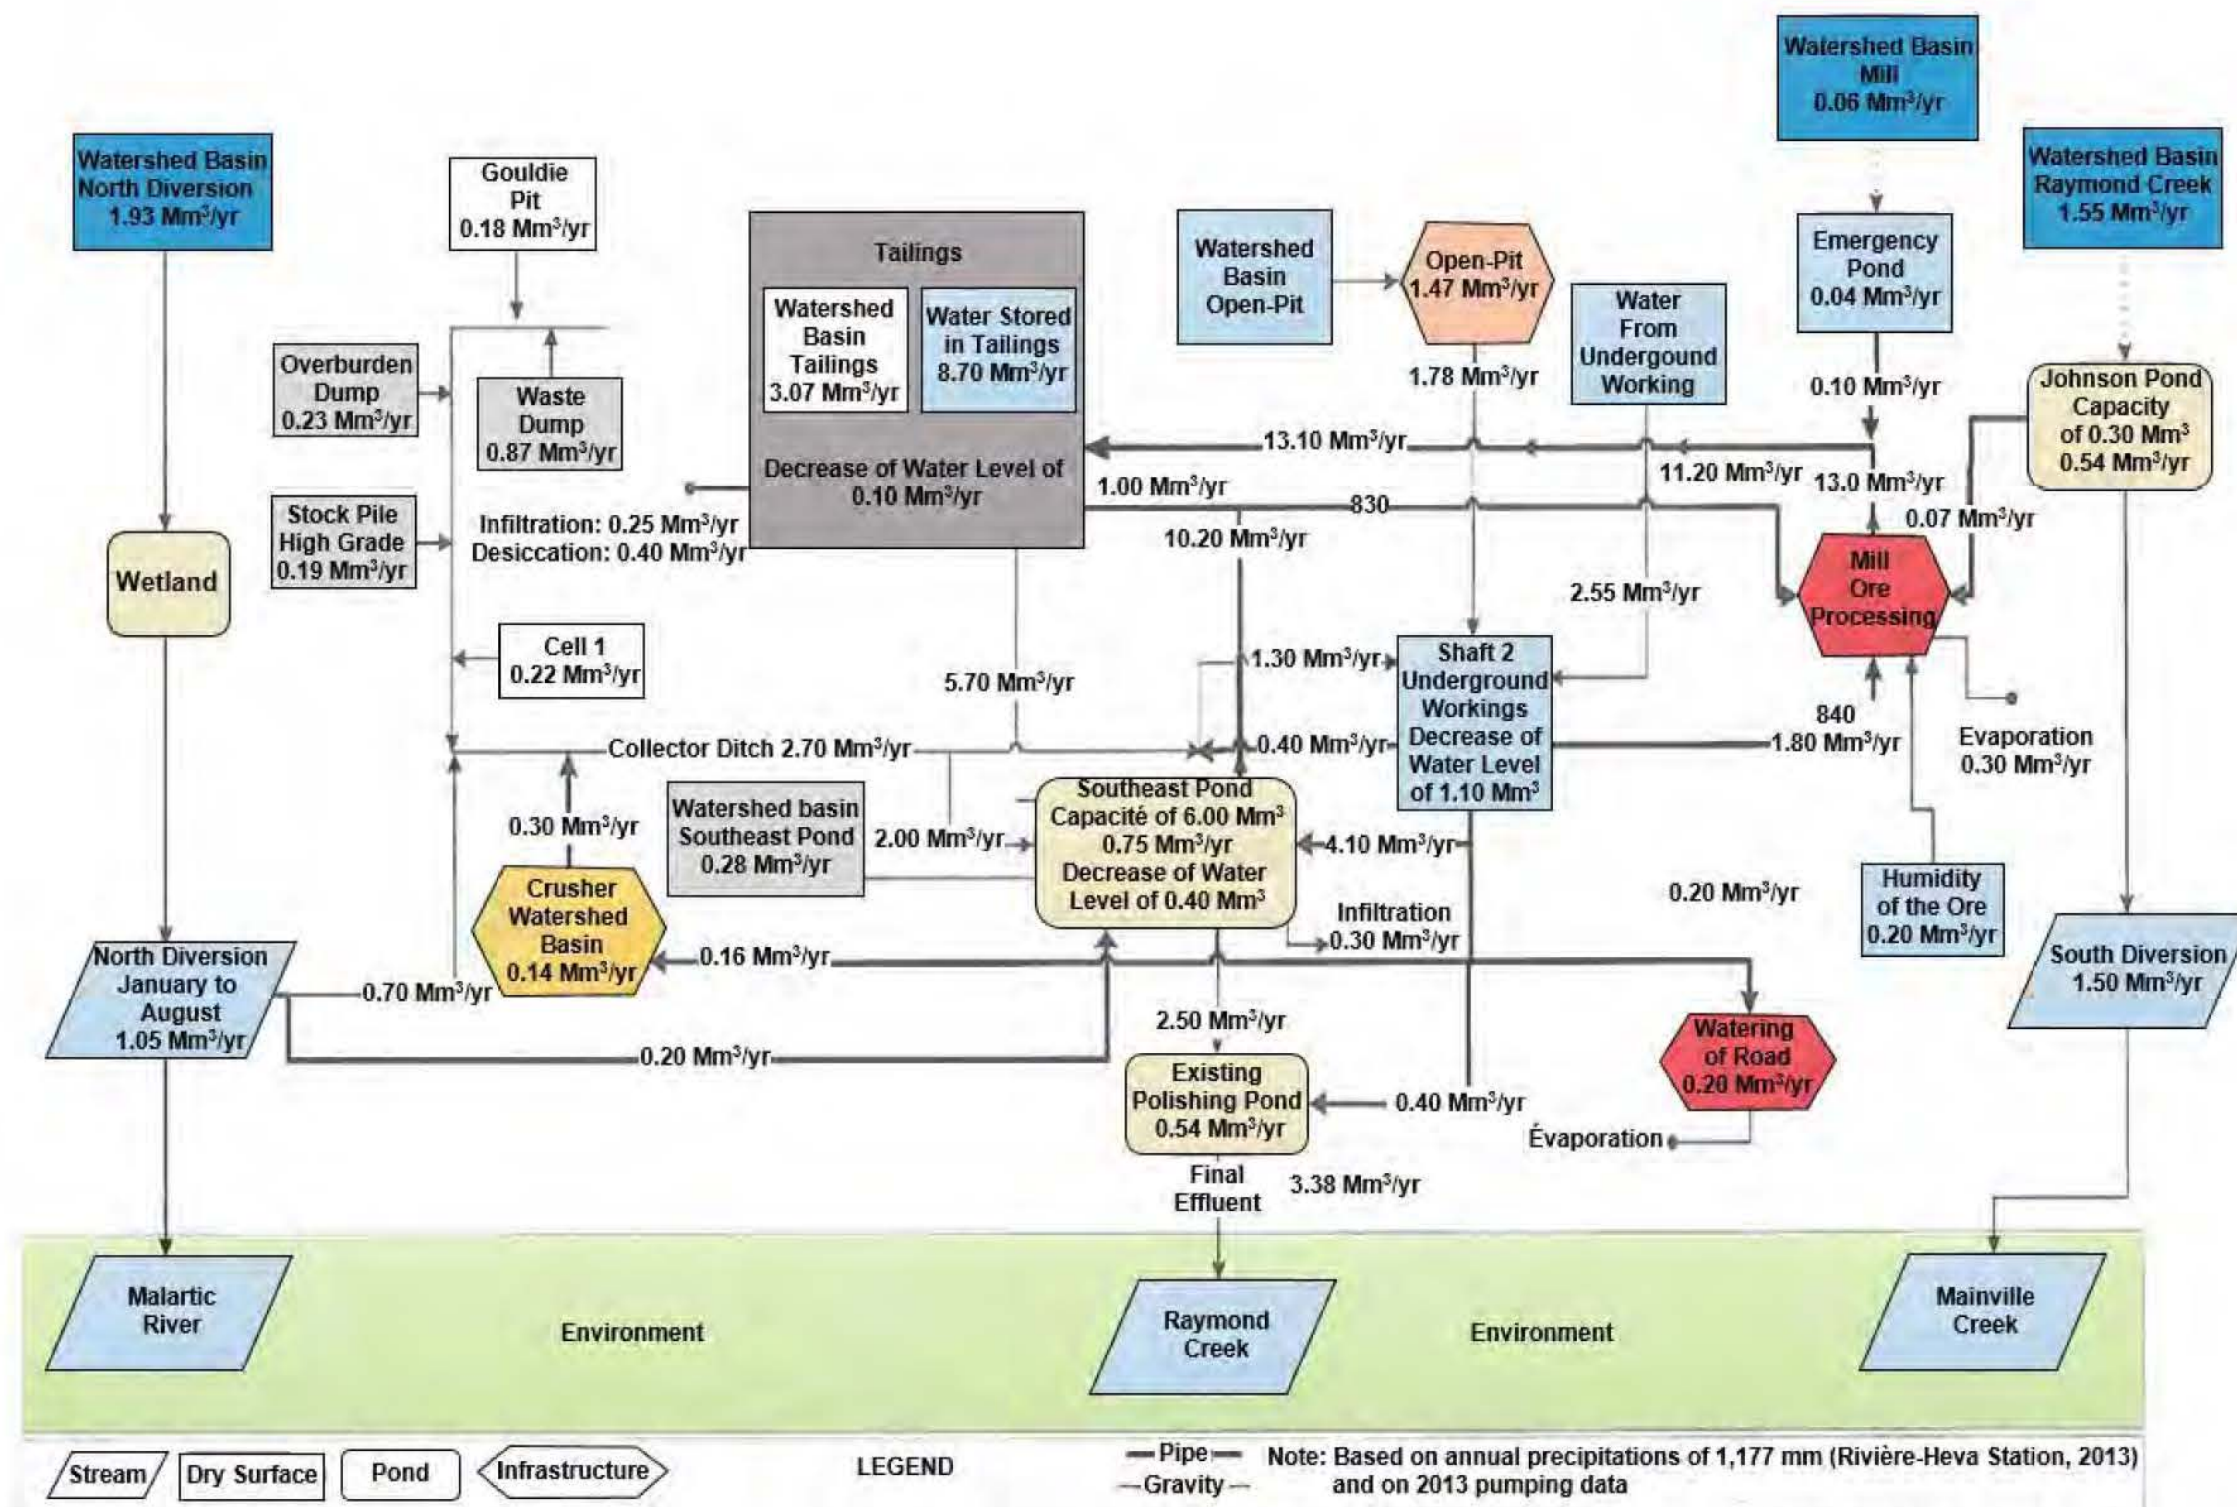 Watershed Basin
Mill
0.06 Mm³/yr
Watershed Basin
North Diversion
1.93 Mm³/yr
Gouldie
Pit
0.18 Mm³/yr
Watershed Basin
Raymond Creek
1.55 Mm³/yr
Tailings
Watershed
Basin
Tailings
3.07 Mm³/yr
Water Stored
in Tailings
8.70 Mm³/yr
Decrease of Water Level of
0.10 Mm³/yr
Watershed
Basin
Open-Pit
Open-Pit
1.47 Mm³/yr
1.78 Mm³/yr
Water
From
Undergound
Working
Emergency
Pond
0.04 Mm³/yr
0.10 Mm³/yr
Johnson Pond
Capacity
of 0.30 Mm³
0.54 Mm³/yr
Overburden
Dump
0.23 Mm³/yr
Waste
Dump
0.87 Mm³/yr
Stock Pile
High Grade
0.19 Mm³/yr
Infiltration: 0.25 Mm³/yr
Desiccation: 0.40 Mm³/yr
13.10 Mm³/yr
11.20 Mm³/yr
13.0 Mm³/yr
1.00 Mm³/yr
830
10.20 Mm³/yr
0.07 Mm³/yr
Wetland
Mill
Ore
Processing
2.55 Mm³/yr
Cell 1
0.22 Mm³/yr
5.70 Mm³/yr
1.30 Mm³/yr
Shaft 2
Underground
Workings
Decrease of
Water Level
of 1.10 Mm³
840
1.80 Mm³/yr
Evaporation
0.30 Mm³/yr
Collector Ditch 2.70 Mm³/yr
0.40 Mm³/yr
0.30 Mm³/yr
Watershed basin
Southeast Pond
0.28 Mm³/yr
2.00 Mm³/yr
Southeast Pond
Capacité of 6.00 Mm³
0.75 Mm³/yr
Decrease of Water
Level of 0.40 Mm³
4.10 Mm³/yr
Infiltration
0.30 Mm³/yr
0.20 Mm³/yr
Humidity
of the Ore
0.20 Mm³/yr
Crusher
Watershed
Basin
0.14 Mm³/yr
0.16 Mm³/yr
North Diversion
January to
August
1.05 Mm³/yr
0.70 Mm³/yr
0.20 Mm³/yr
South Diversion
1.50 Mm³/yr
2.50 Mm³/yr
Existing
Polishing Pond
0.54 Mm³/yr
0.40 Mm³/yr
Watering
of Road
0.20 Mm³/yr
Évaporation
Final
Effluent
3.38 Mm³/yr
Malartic
River
Environment
Raymond
Creek
Environment
Mainville
Creek
Stream
Dry Surface
Pond
Infrastructure
LEGEND
Pipe
Gravity
Note: Based on annual precipitations of 1,177 mm (Rivière-Heva Station, 2013)
and on 2013 pumping data